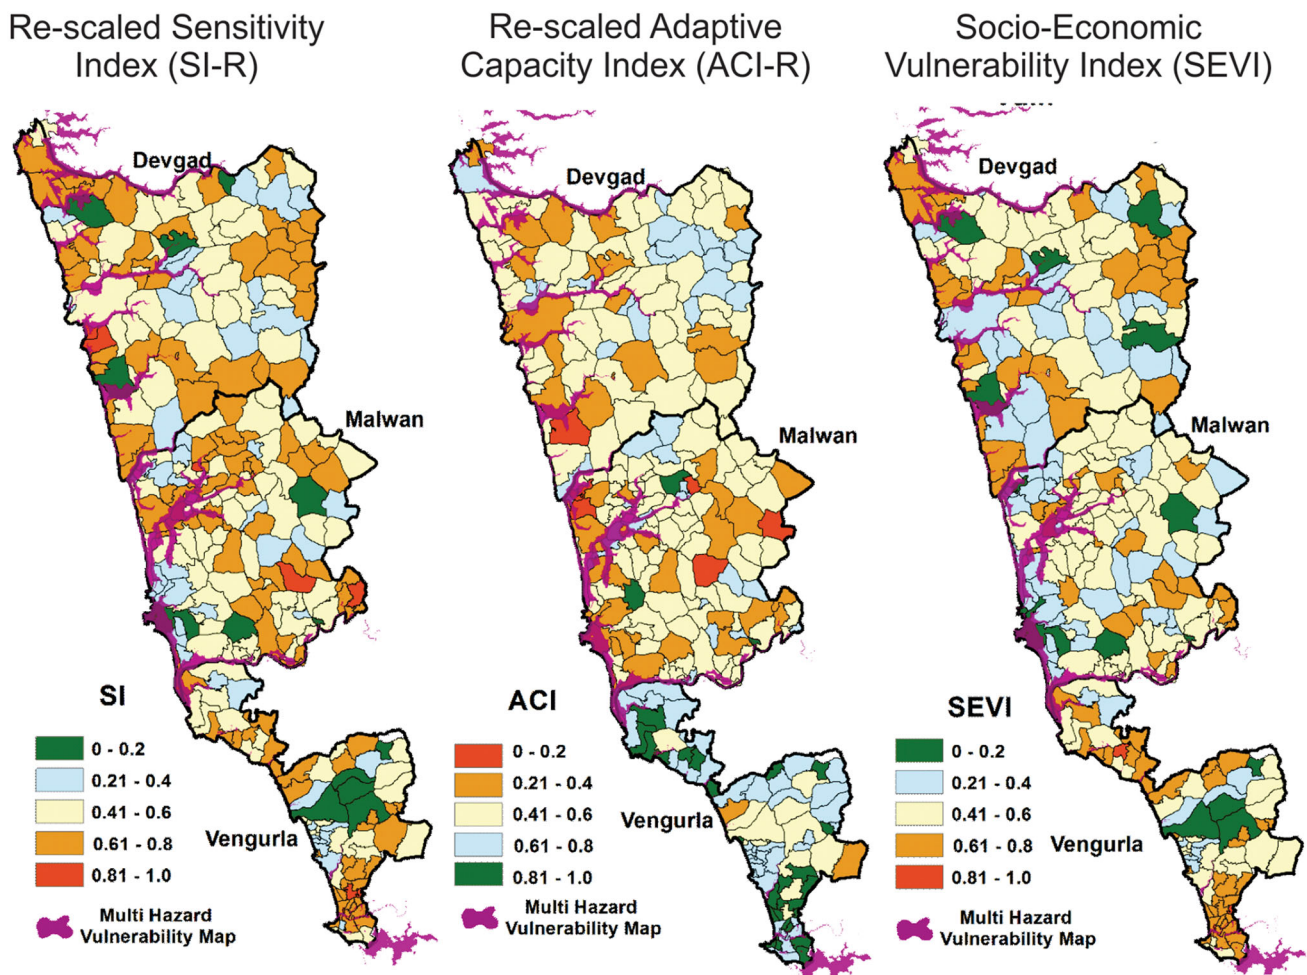 Re-scaled Sensitivity
Index (SI-R)
Re-scaled Adaptive
Capacity Index (ACI-R)
Socio-Economic
Vulnerability Index (SEVI)
Devgad
Malwan
SI
0 - 0.2
0.21 - 0.4
0.41 - 0.6
0.61 - 0.8
0.81 - 1.0
Vengurla
Multi Hazard
Vulnerability Map
Devgad
Malwan
ACI
0 - 0.2
0.21 - 0.4
0.41 - 0.6
0.61 - 0.8
0.81 - 1.0
Vengurla
Multi Hazard
Vulnerability Map
Devgad
Malwan
SEVI
0 - 0.2
0.21 - 0.4
0.41 - 0.6
0.61 - 0.8
0.81 - 1.0
Vengurla
Multi Hazard
Vulnerability Map